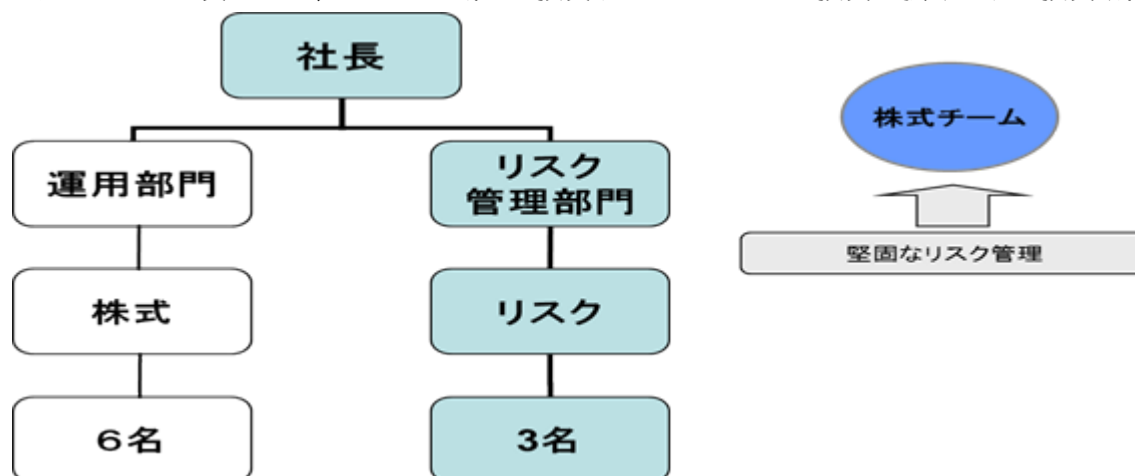 社長
運用部門
リスク
管理部門
株式
リスク
6名
3名
株式チーム
堅固なリスク管理